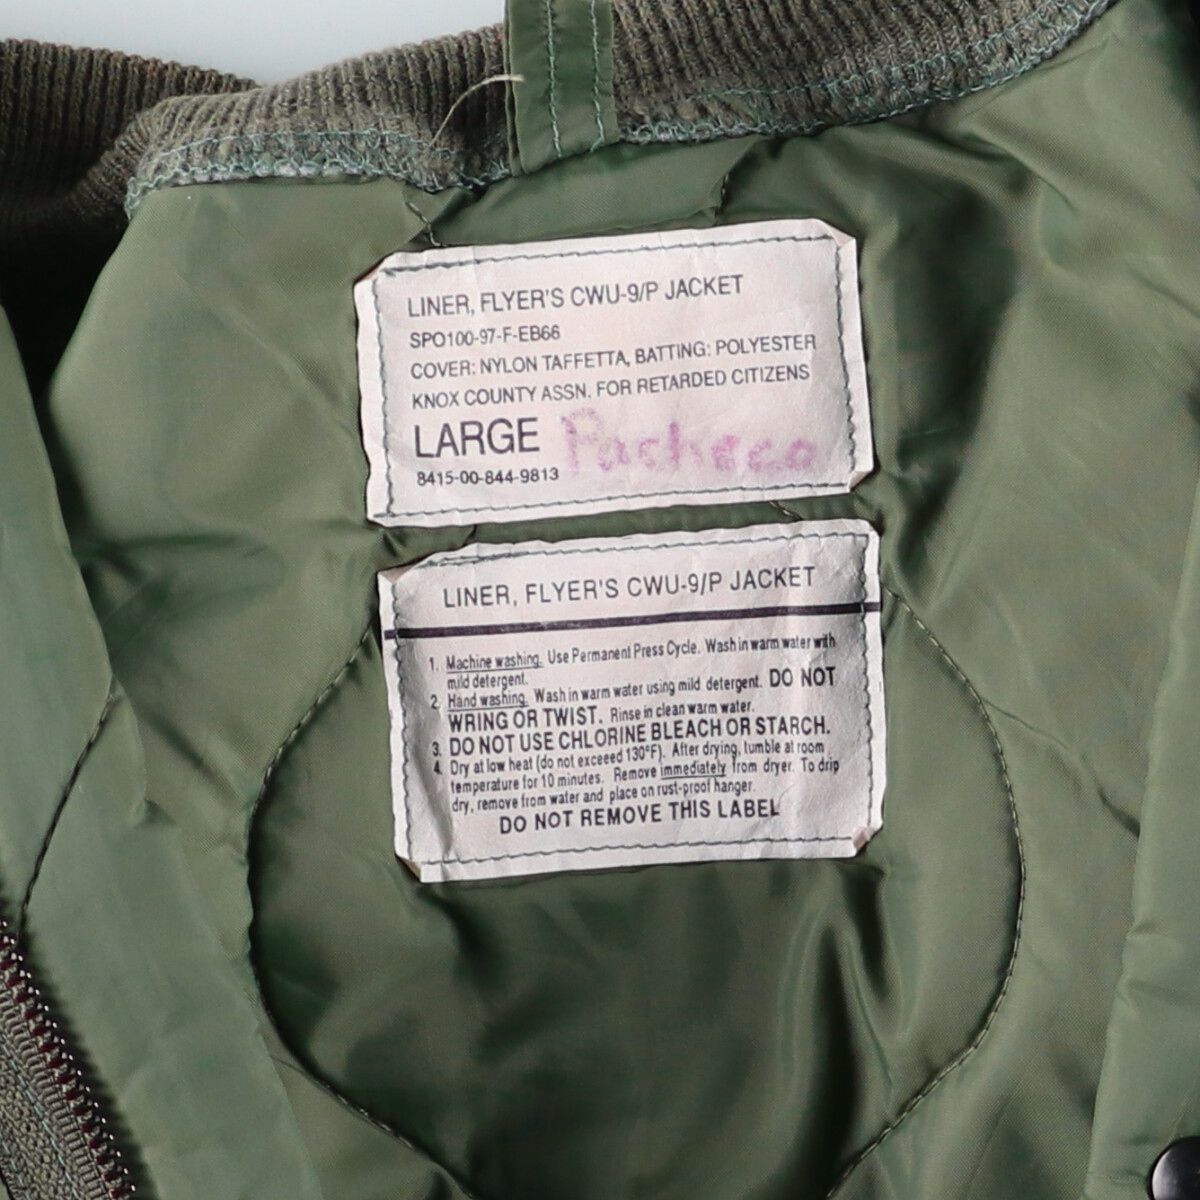 LINER, FLYER'S CWU-9/P JACKET
SPO100-97-F-EB66
COVER: NYLON TAFFETTA, BATTING: POLYESTER
KNOX COUNTY ASSN. FOR RETARDED CITIZENS
LARGE Pacheco
8415-00-844-9813
LINER, FLYER'S CWU-9/P JACKET
1. Machine washing. Use Permanent Press Cycle. Wash in warm water with
mild detergent.
2. Hand washing. Wash in warm water using mild detergent. DO NOT
WRING OR TWIST. Rinse in clean warm water.
3. DO NOT USE CHLORINE BLEACH OR STARCH.
4. Dry at low heat (do not exceeed 130°F). After drying, tumble at room
temperature for 10 minutes. Remove immediately from dryer. To drip
dry, remove from water and place on rust-proof hanger.
DO NOT REMOVE THIS LABEL